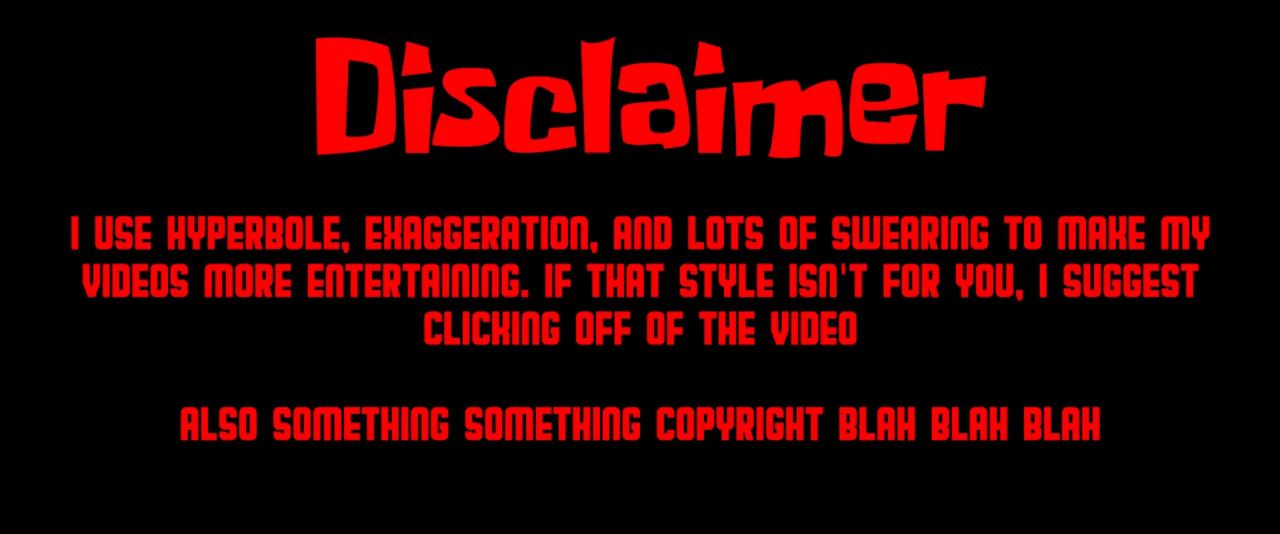 Disclaimer
I USE HYPERBOLE, EXAGGERATION, AND LOTS OF SWEARING TO MAKE MY
VIDEOS MORE ENTERTAINING. IF THAT STYLE ISN'T FOR YOU, I SUGGEST
CLICKING OFF OF THE VIDEO
ALSO SOMETHING SOMETHING COPYRIGHT BLAH BLAH BLAH